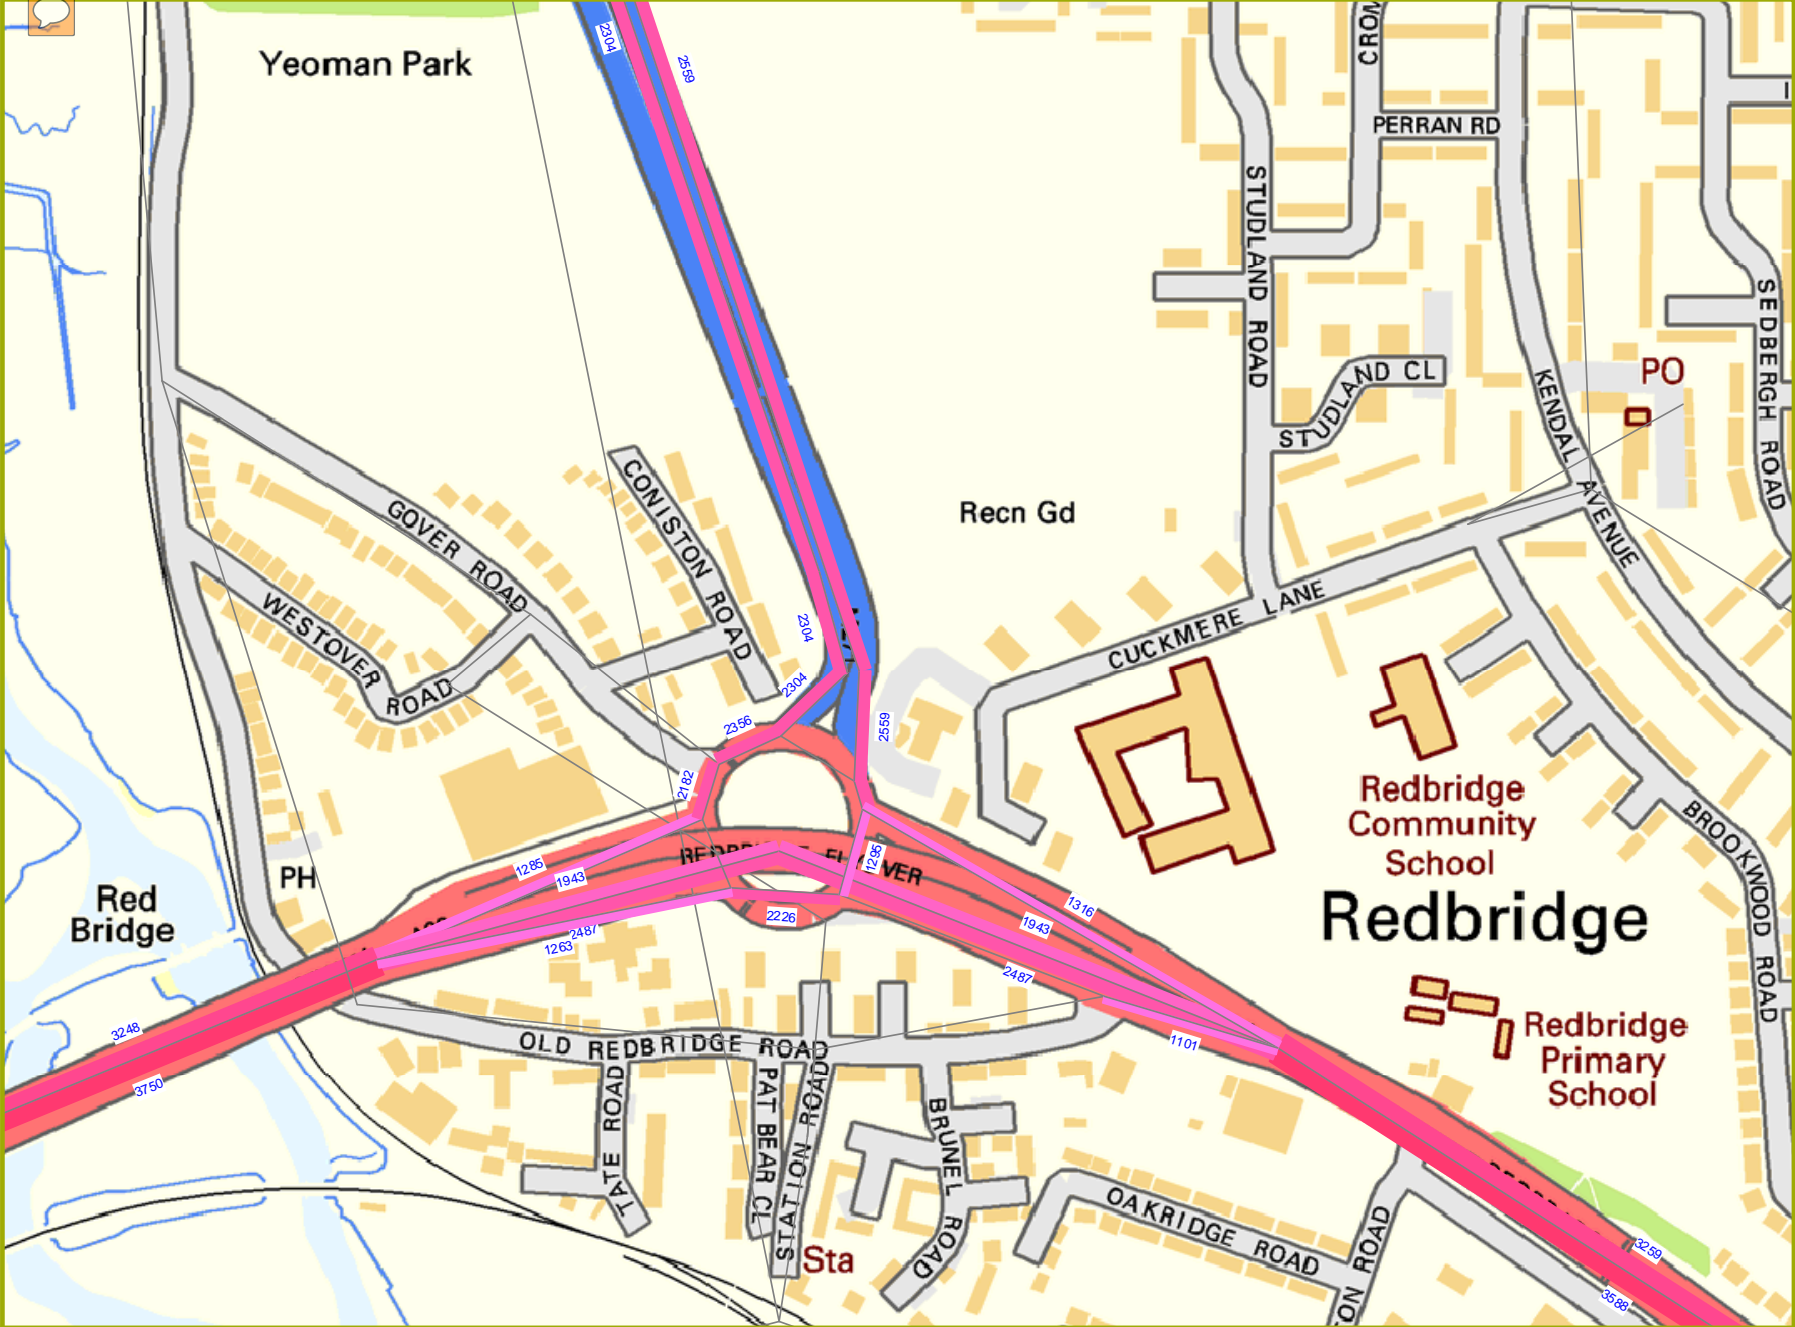 Yeoman Park
2304
2559
CROM
PERRAN RD
STUDLAND ROAD
STUDLAND CL
KENDAL AVENUE
PO
SEDBERGH ROAD
Recn Gd
CONISTON ROAD
GOVER ROAD
WESTOVER
ROAD
2304
2304
2356
2559
2182
CUCKMERE LANE
Redbridge
Community
School
BROOKWOOD ROAD
Redbridge
PH
Red
Bridge
1285
1943
2487
1263
2226
1295
1316
1943
2487
1101
3248
3750
OLD REDBRIDGE ROAD
TATE ROAD
PAT BEAR CL
STATION ROAD
BRUNEL ROAD
Sta
OAKRIDGE ROAD
ON ROAD
Redbridge
Primary
School
3259
3588